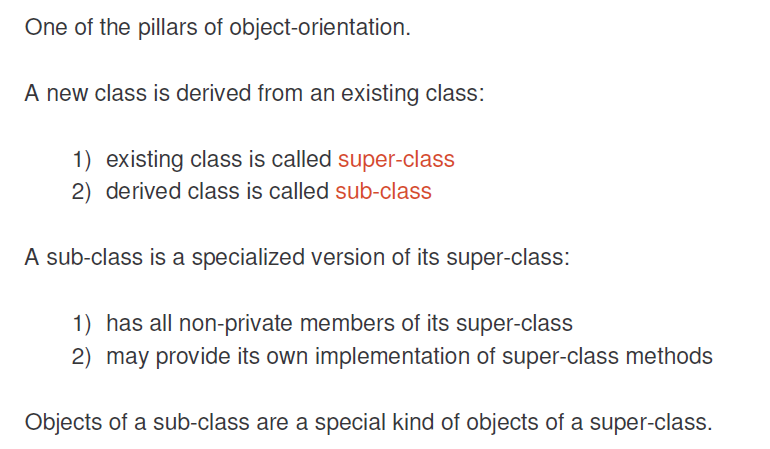 One of the pillars of object-orientation.
A new class is derived from an existing class:
1) existing class is called super-class
2) derived class is called sub-class
A sub-class is a specialized version of its super-class:
1) has all non-private members of its super-class
2) may provide its own implementation of super-class methods
Objects of a sub-class are a special kind of objects of a super-class.